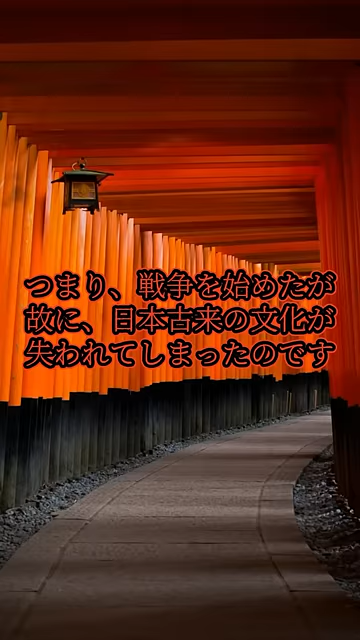 つまり、戦争を始めたが
故に、日本古来の文化が
失われてしまったのです